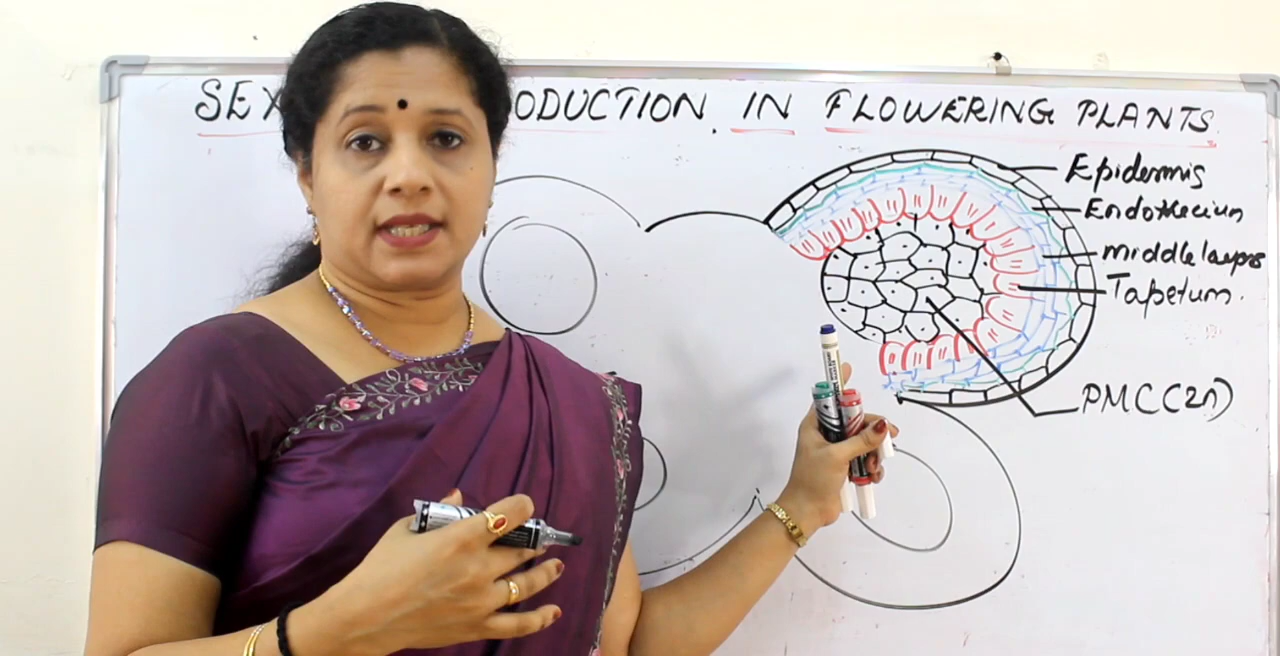 SEX ODUCTION IN FLOWERING PLANTS
Epidermis
Endothecium
middle layers
Tapetum.
PMC(2n)